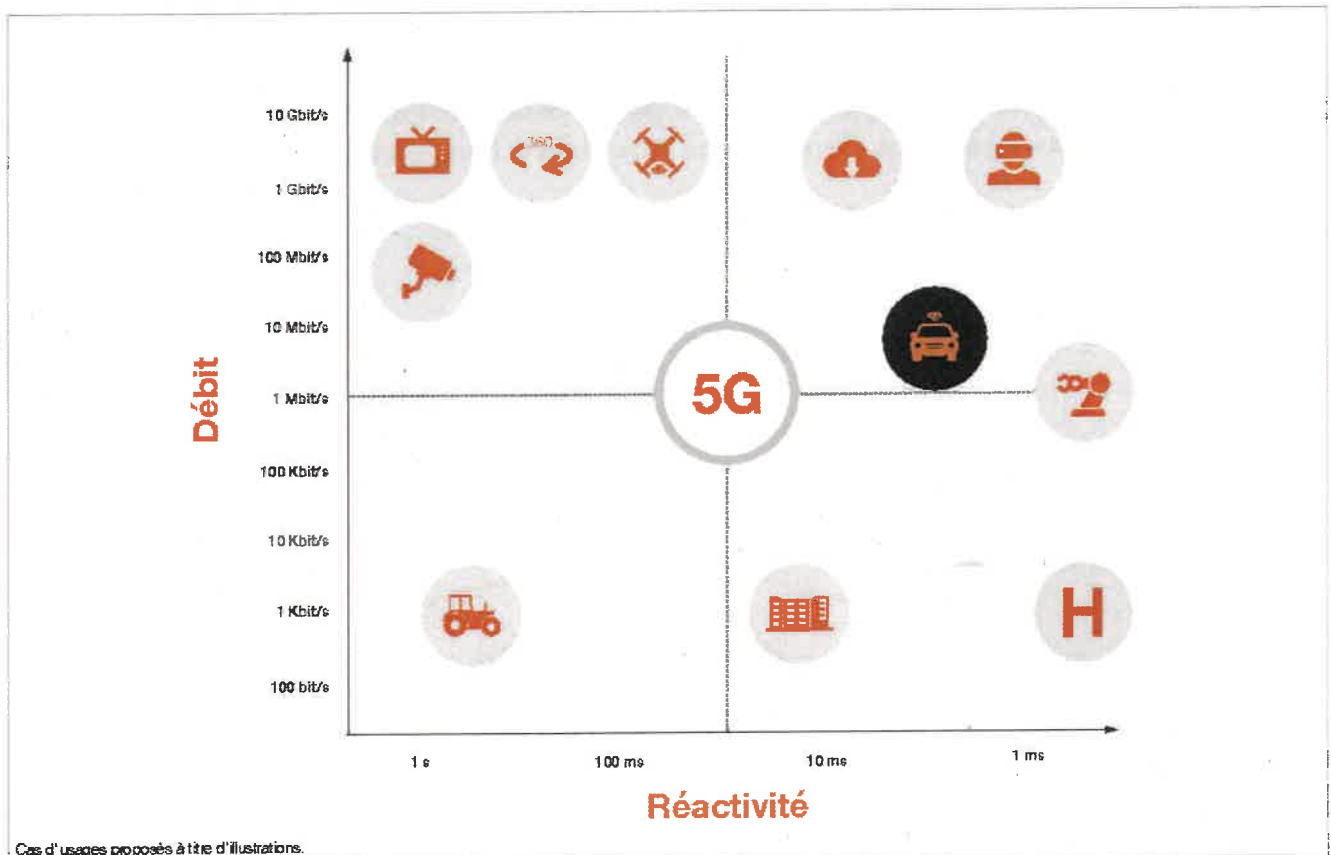 10 Gbit/s
1 Gbit/s
100 Mbit/s
10 Mbit/s
Débit
1 Mbit/s
5G
100 Kbit/s
10 Kbit/s
1 Kbit/s
H
100 bit/s
1 s
100 ms
10 ms
1 ms
Réactivité
Cas d'usages proposés à titre d'illustrations.